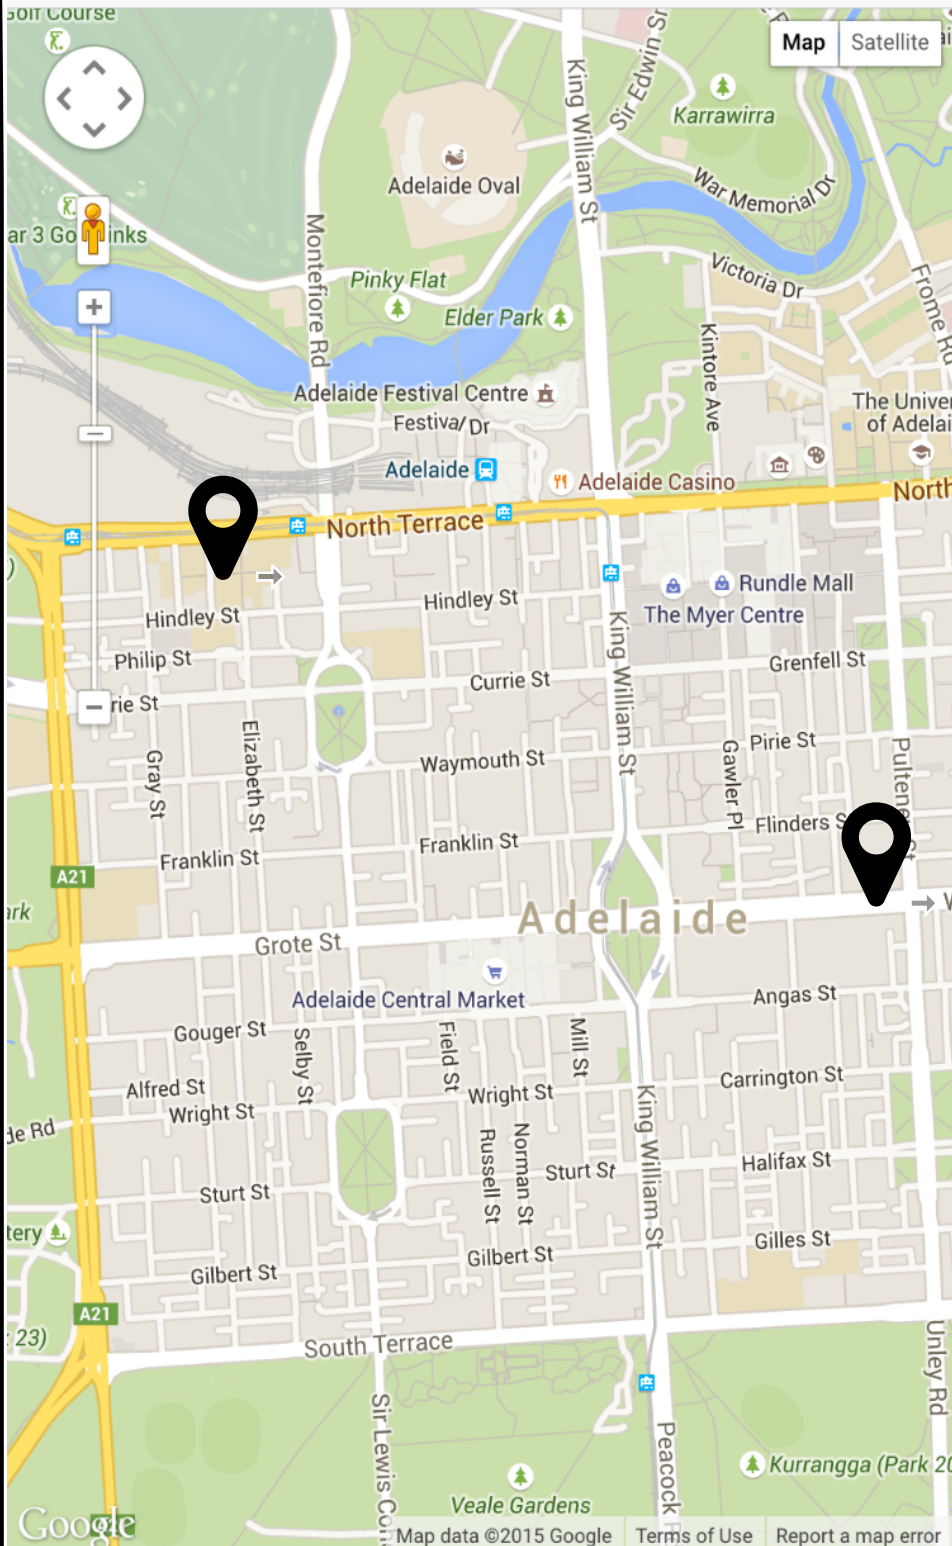 Golf Course
Map
Satellite
King William St
Sir Edwin Sr
Karrawirra
Adelaide Oval
War Memorial Dr
ar 3 Go
inks
Montefiore Rd
Victoria Dr
Frome Rd
Pinky Flat
Elder Park
Kintore Ave
Adelaide Festival Centre
Festival Dr
The Univer
of Adelai
Adelaide
Adelaide Casino
North
North Terrace
Hindley St
Rundle Mall
The Myer Centre
Hindley St
King William St
Philip St
Grenfell St
Currie St
rie St
Elizabeth St
Gray St
Waymouth St
Gawler Pl
Pirie St
Pulteney St
Flinders S
Franklin St
Franklin St
A21
ark
Adelaide
W
Grote St
Adelaide Central Market
Angas St
Gouger St
Selby St
Field St
Mill St
Alfred St
Wright St
Wright St
Carrington St
de Rd
King William St
Russell St
Norman St
Sturt St
Halifax St
Sturt St
tery
Gilles St
Gilbert St
Gilbert St
A21
: 23)
South Terrace
Unley Rd
Sir Lewis Coh
Peacock R
Kurrangga (Park 20
Veale Gardens
Google
Map data ©2015 Google
Terms of Use
Report a map error